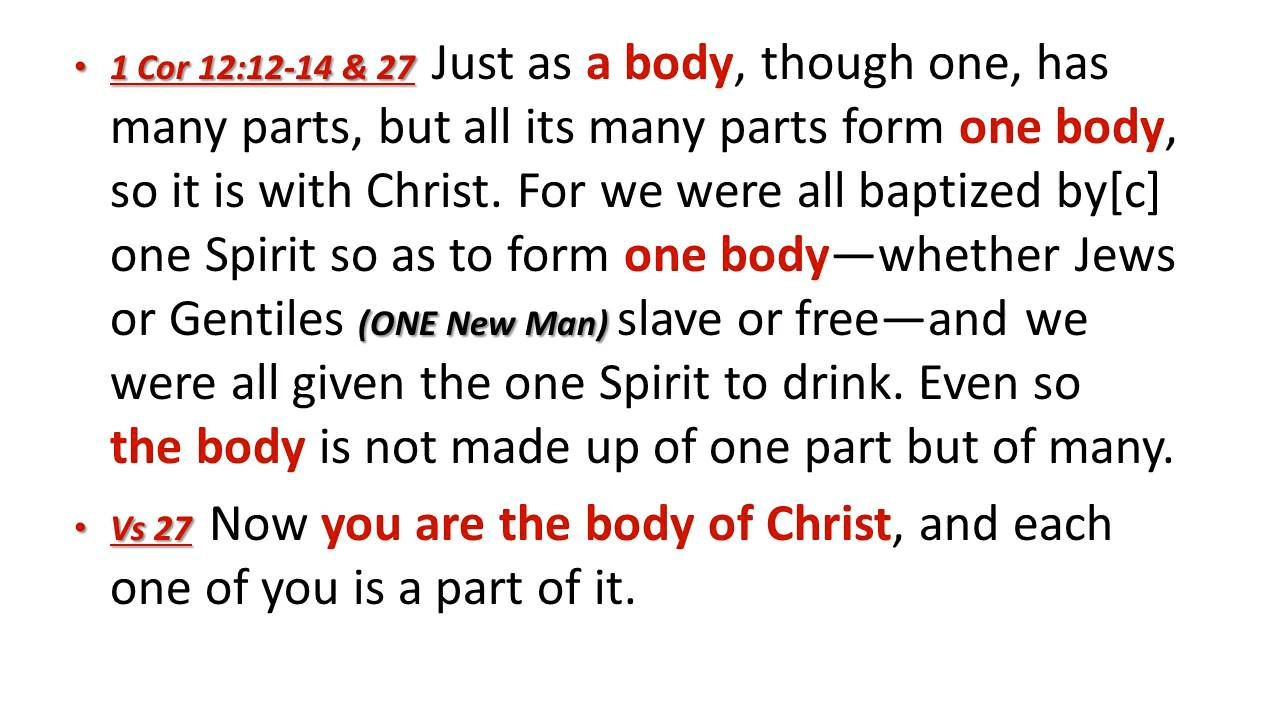 • 1 Cor 12:12-14 & 27 Just as a body, though one, has
many parts, but all its many parts form one body,
so it is with Christ. For we were all baptized by[c]
one Spirit so as to form one body—whether Jews
or Gentiles (ONE New Man) slave or free—and we
were all given the one Spirit to drink. Even so
the body is not made up of one part but of many.
• Vs 27 Now you are the body of Christ, and each
one of you is a part of it.